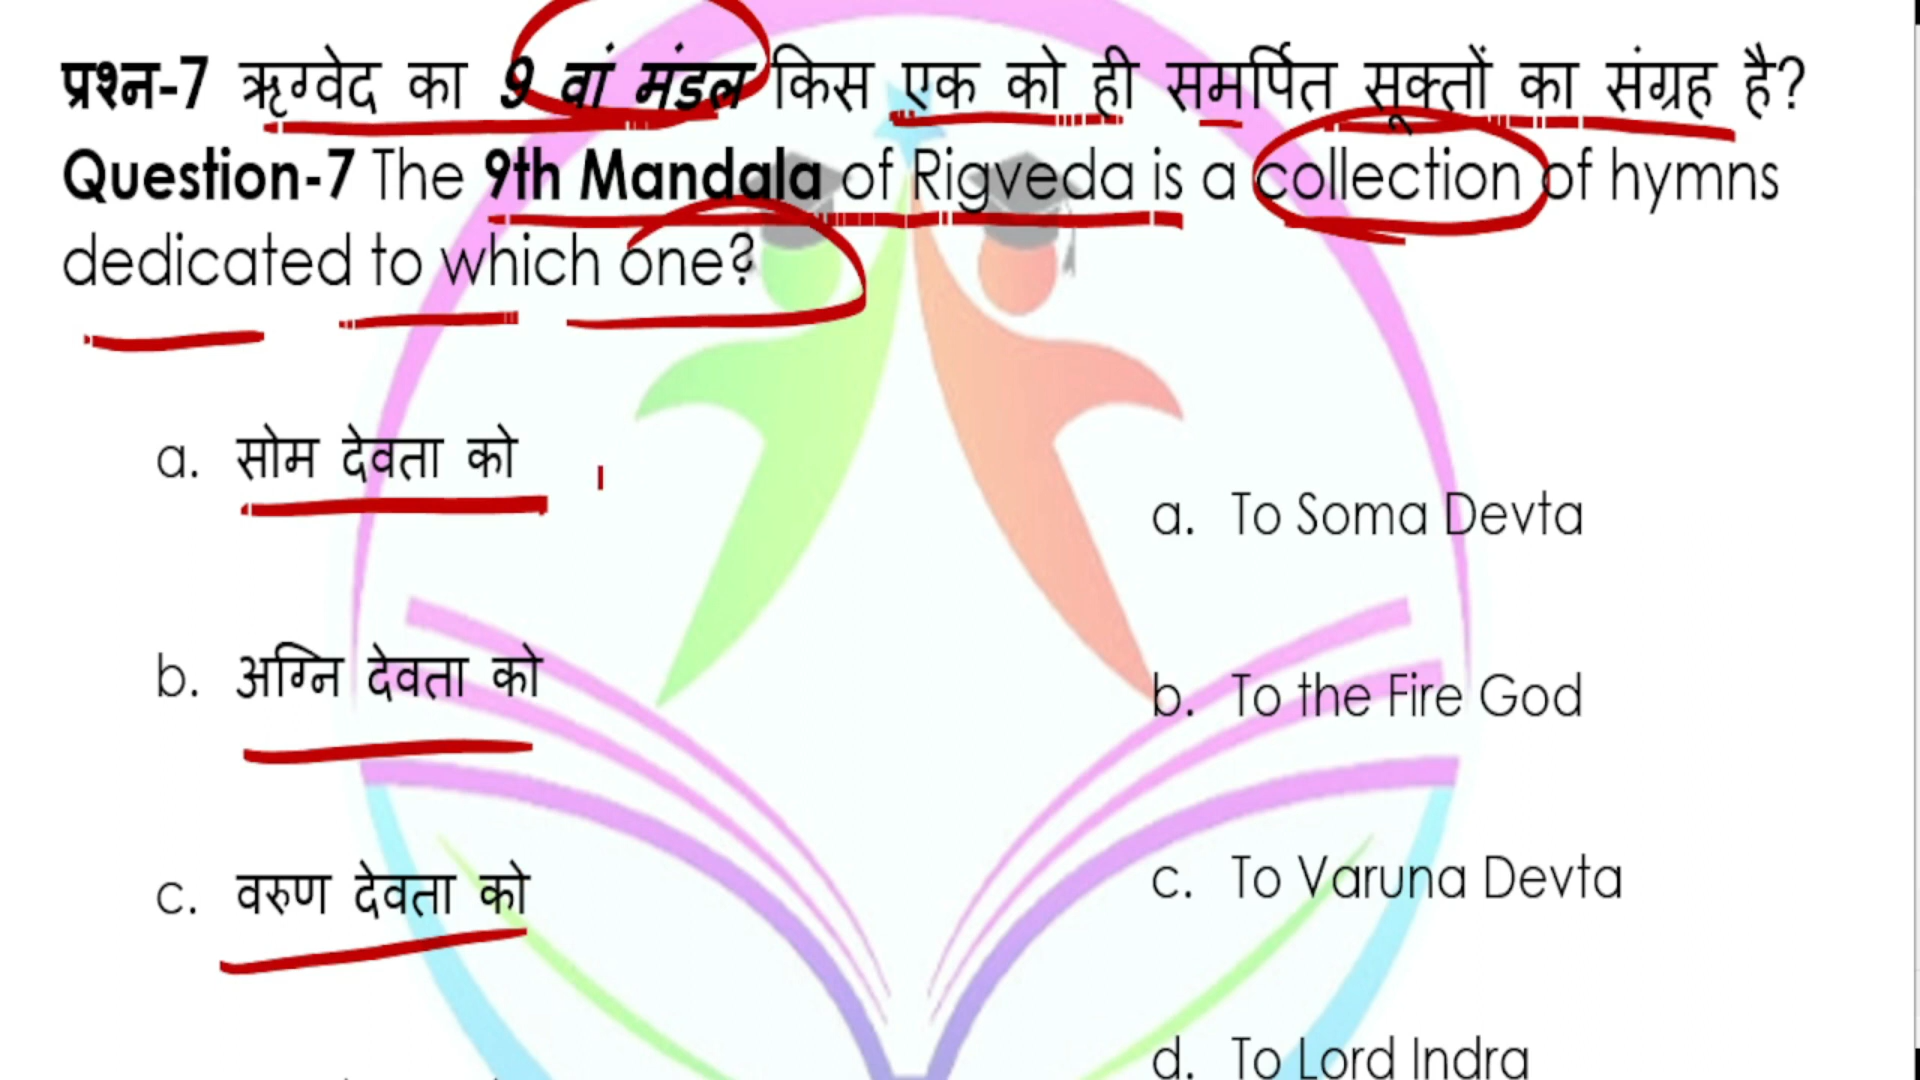 प्रश्न-7 ऋग्वेद का 9 वां मंडल किस एक को ही समर्पित सूक्तों का संग्रह है?
Question-7 The 9th Mandala of Rigveda is a collection of hymns
dedicated to which one?
a. सोम देवता को
b. अग्नि देवता को
c. वरुण देवता को
a. To Soma Devta
b. To the Fire God
c. To Varuna Devta
d. To Lord Indra